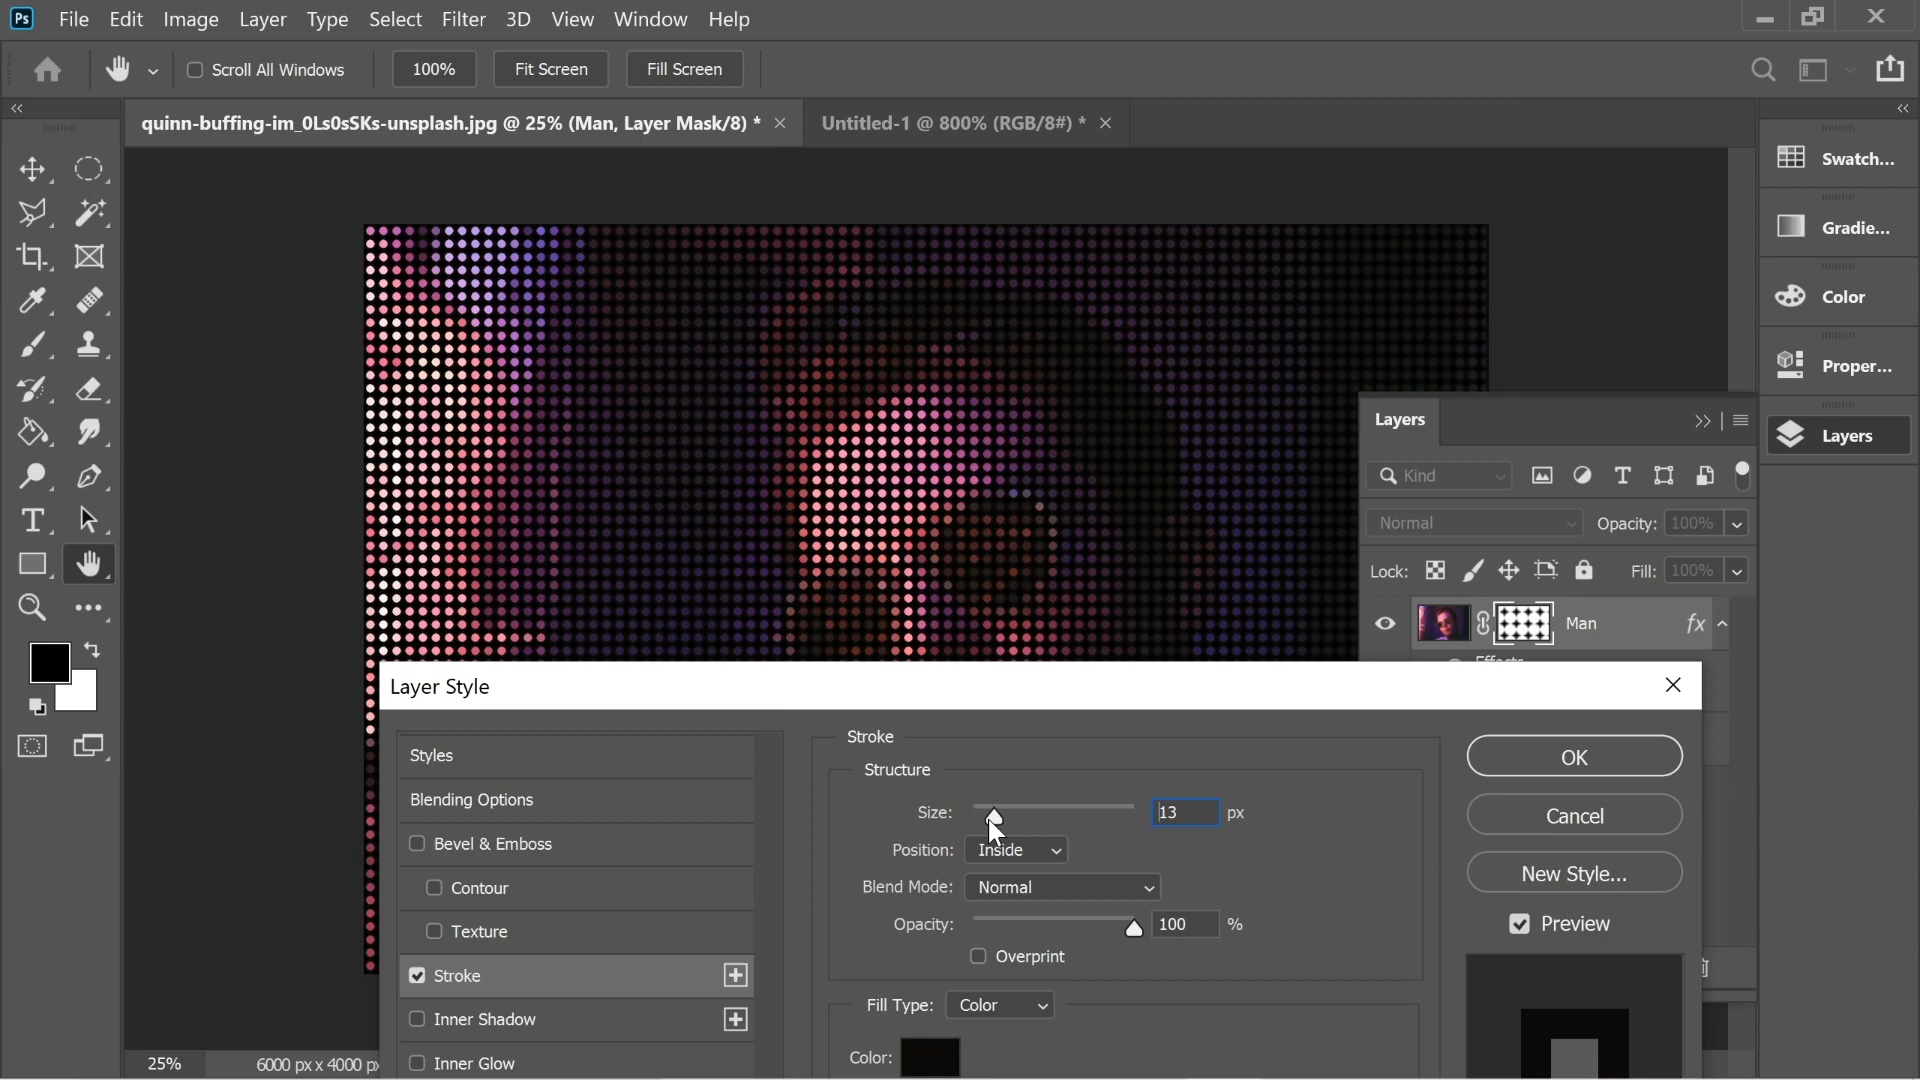 Ps File Edit Image Layer Type Select Filter 3D View Window Help
Scroll All Windows 100% Fit Screen Fill Screen
quinn-buffing-im_0Ls0sSKs-unsplash.jpg @ 25% (Man, Layer Mask/8) *
Untitled-1 @ 800% (RGB/8#) *
Swatch...
Gradie...
Color
Proper...
Layers
Layers
Kind
Normal Opacity: 100%
Lock: Fill: 100%
Man fx
Effects
Layer Style
Styles
Blending Options
Bevel & Emboss
Contour
Texture
Stroke
Inner Shadow
Inner Glow
Stroke
Structure
Size: 13 px
Position: Inside
Blend Mode: Normal
Opacity: 100 %
Overprint
Fill Type: Color
Color:
OK
Cancel
New Style...
Preview
25% 6000 px x 4000 px